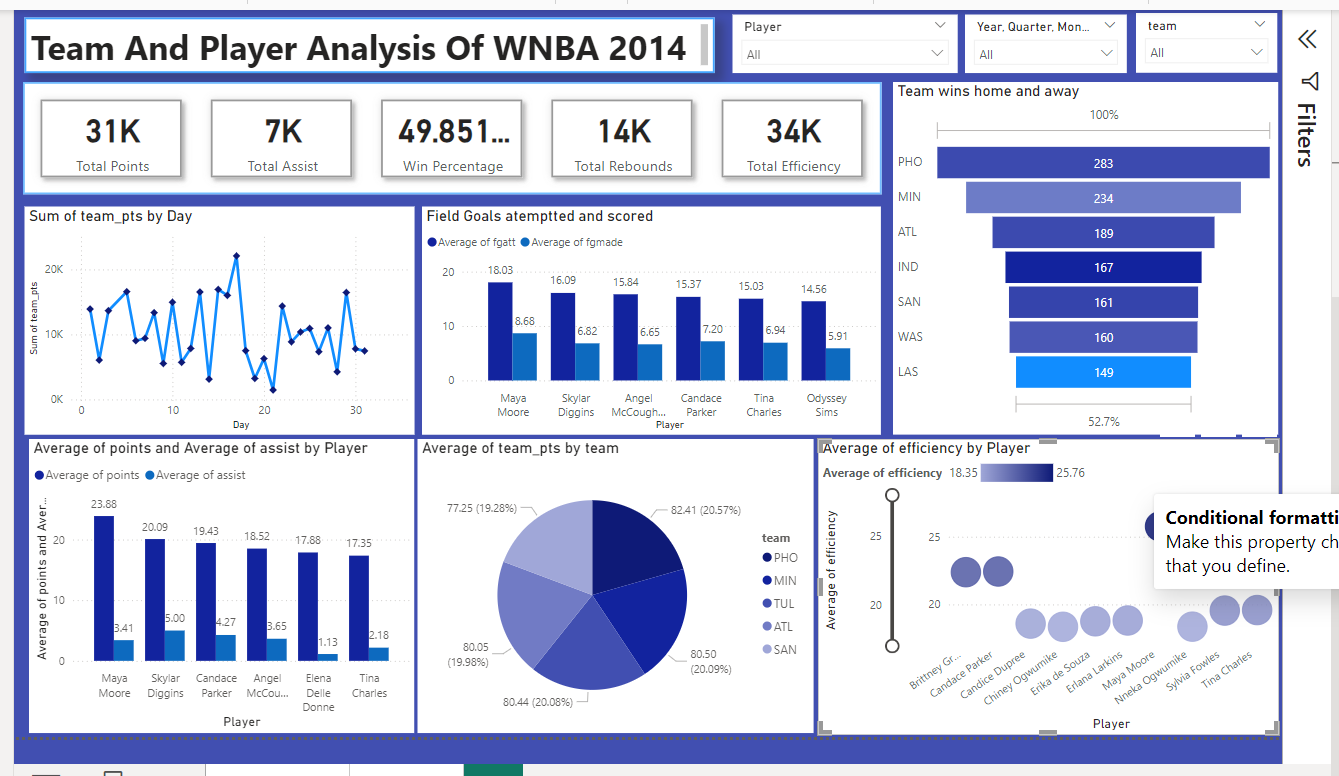 Team And Player Analysis Of WNBA 2014
Player
All
Year, Quarter, Mon...
All
team
All
Filters
31K
Total Points
7K
Total Assist
49.851...
Win Percentage
14K
Total Rebounds
34K
Total Efficiency
Team wins home and away
100%
PHO 283
MIN 234
ATL 189
IND 167
SAN 161
WAS 160
LAS 149
52.7%
Sum of team_pts by Day
Sum of team_pts
20K
10K
0K
0 10 20 30
Day
Field Goals atemptted and scored
Average of fgatt Average of fgmade
20
10
0
18.03 16.09 15.84 15.37 15.03 14.56
8.68 6.82 6.65 7.20 6.94 5.91
Maya Skylar Angel Candace Tina Odyssey
Moore Diggins McCough... Parker Charles Sims
Player
Average of points and Average of assist by Player
Average of points Average of assist
Average of points and Aver...
20
10
0
23.88 20.09 19.43 18.52 17.88 17.35
3.41 5.00 4.27 3.65 1.13 2.18
Maya Skylar Candace Angel Elena Tina
Moore Diggins Parker McCou... Delle Charles
Donne
Player
Average of team_pts by team
77.25 (19.28%)
82.41 (20.57%)
80.05
(19.98%)
80.50
(20.09%)
80.44 (20.08%)
team
PHO
MIN
TUL
ATL
SAN
Average of efficiency by Player
Average of efficiency 18.35 25.76
Average of efficiency
25
20
25
20
Brittney Gr...
Candace Parker
Candice Dupree
Chiney Ogwumike
Erika de Souza
Erlana Larkins
Maya Moore
Nneka Ogwumike
Sylvia Fowles
Tina Charles
Player
Conditional formatti
Make this property ch
that you define.